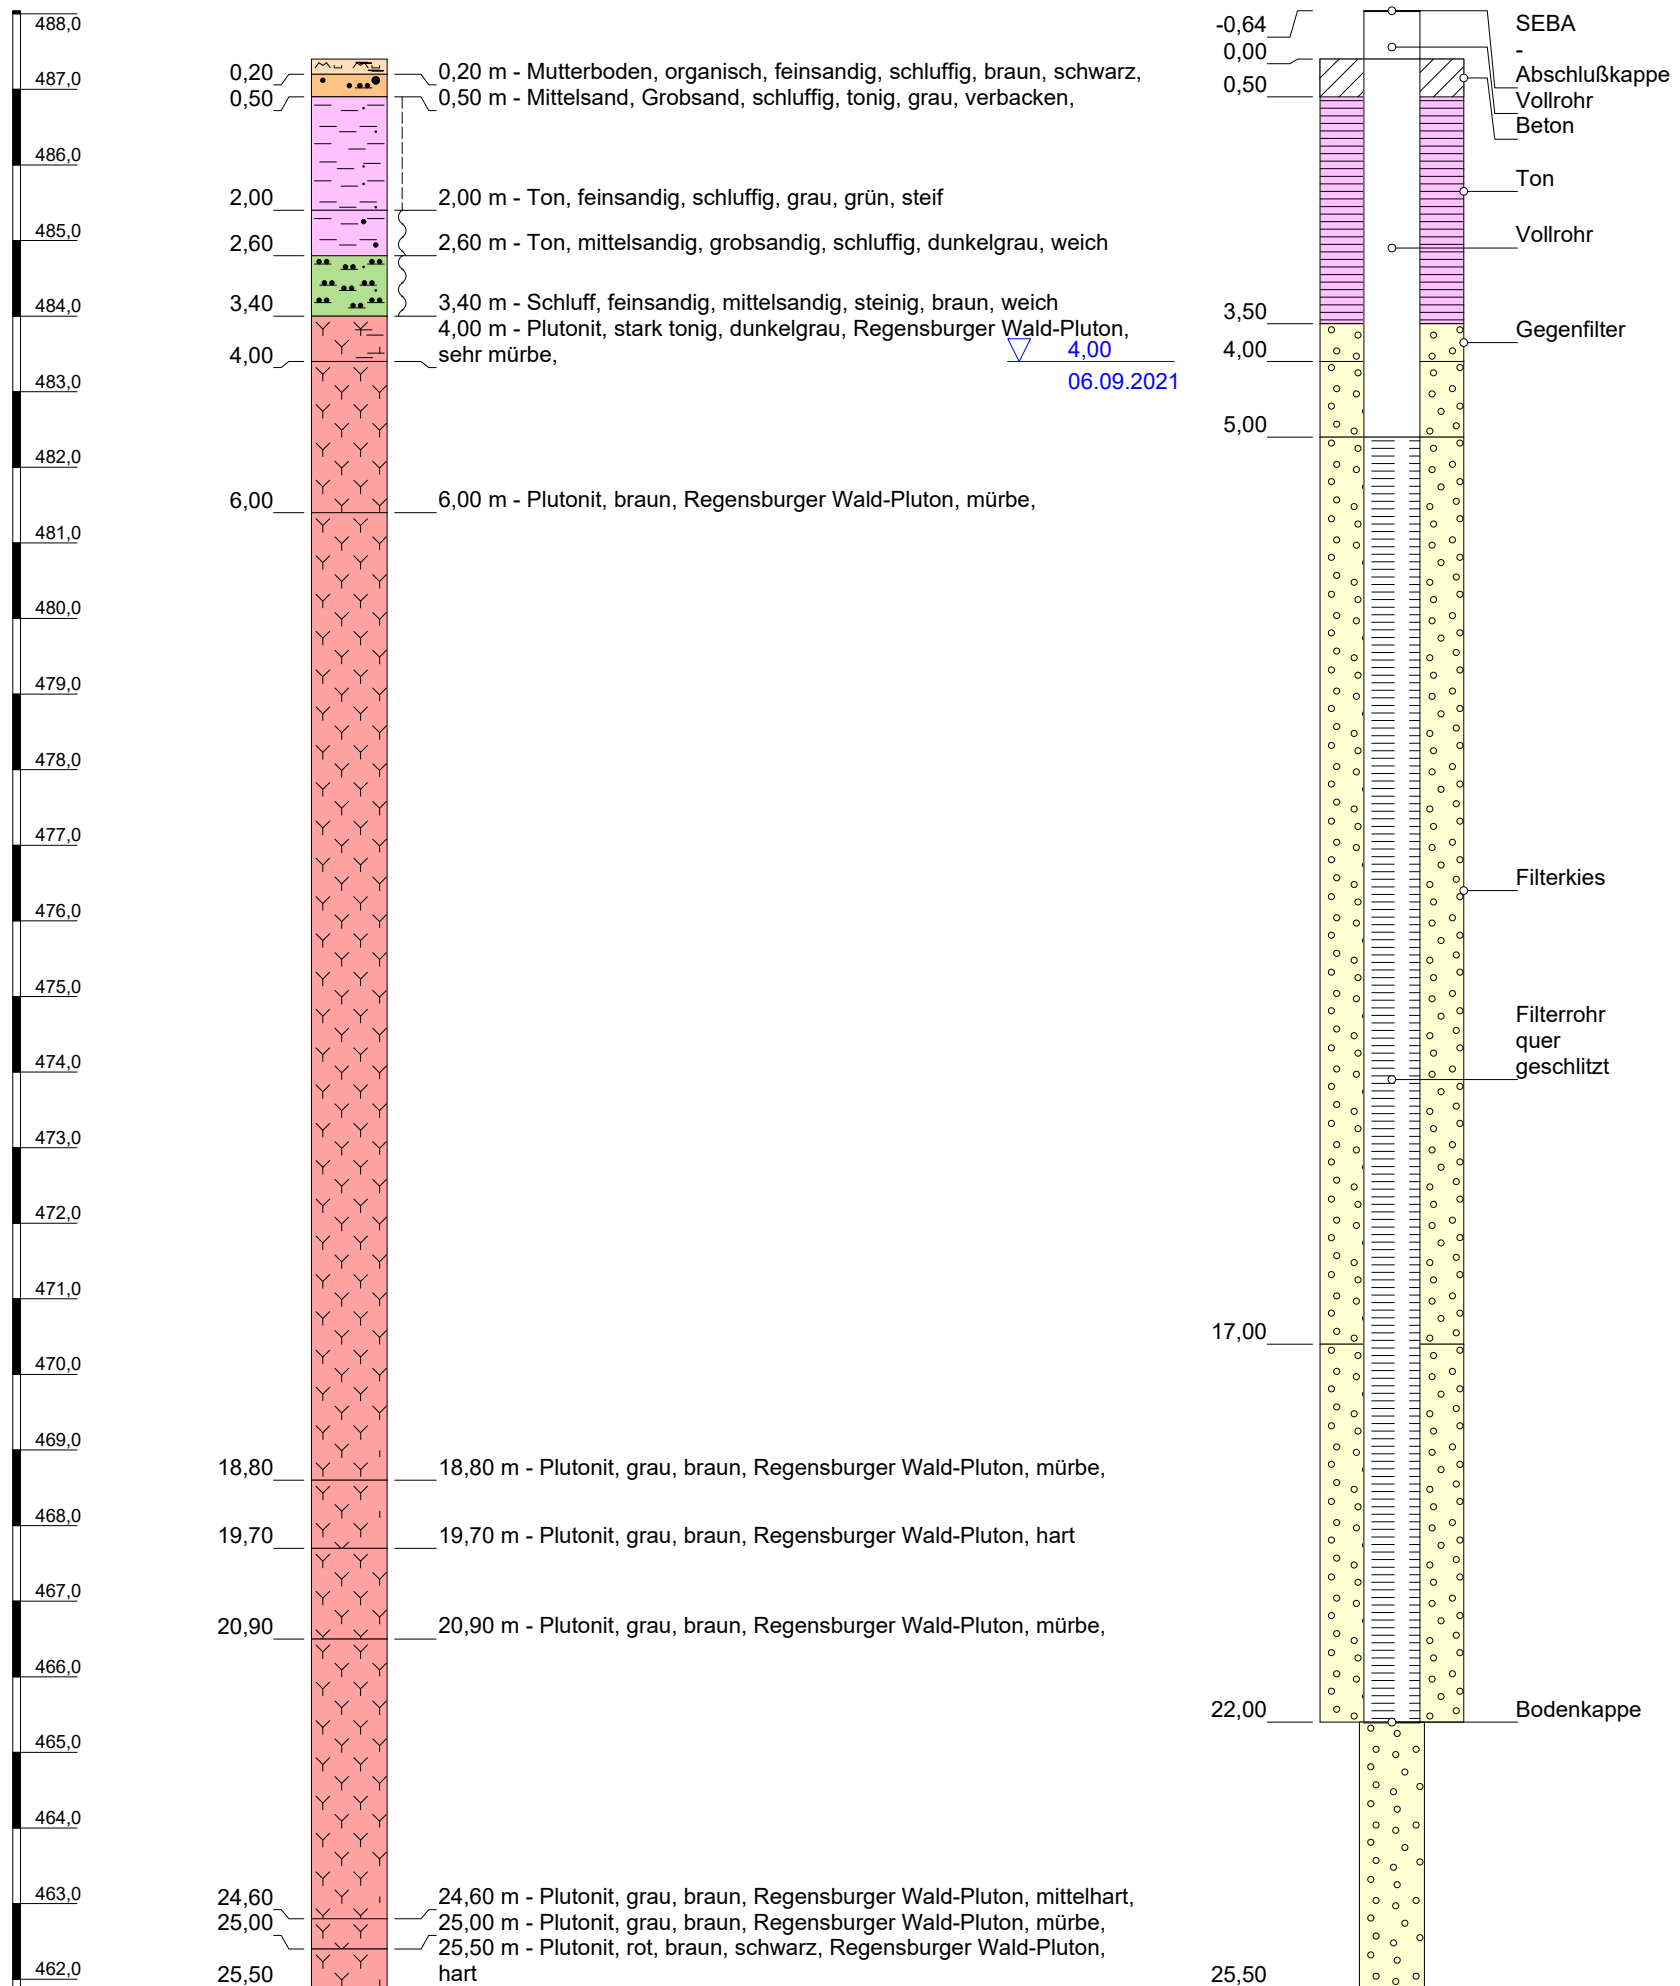 488,0
487,0
486,0
485,0
484,0
483,0
482,0
481,0
480,0
479,0
478,0
477,0
476,0
475,0
474,0
473,0
472,0
471,0
470,0
469,0
468,0
467,0
466,0
465,0
464,0
463,0
462,0
0,20
0,50
2,00
2,60
3,40
4,00
6,00
18,80
19,70
20,90
24,60
25,00
25,50
0,20 m - Mutterboden, organisch, feinsandig, schluffig, braun, schwarz,
0,50 m - Mittelsand, Grobsand, schluffig, tonig, grau, verbacken,
2,00 m - Ton, feinsandig, schluffig, grau, grün, steif
2,60 m - Ton, mittelsandig, grobsandig, schluffig, dunkelgrau, weich
3,40 m - Schluff, feinsandig, mittelsandig, steinig, braun, weich
4,00 m - Plutonit, stark tonig, dunkelgrau, Regensburger Wald-Pluton,
sehr mürbe,
6,00 m - Plutonit, braun, Regensburger Wald-Pluton, mürbe,
18,80 m - Plutonit, grau, braun, Regensburger Wald-Pluton, mürbe,
19,70 m - Plutonit, grau, braun, Regensburger Wald-Pluton, hart
20,90 m - Plutonit, grau, braun, Regensburger Wald-Pluton, mürbe,
24,60 m - Plutonit, grau, braun, Regensburger Wald-Pluton, mittelhart,
25,00 m - Plutonit, grau, braun, Regensburger Wald-Pluton, mürbe,
25,50 m - Plutonit, rot, braun, schwarz, Regensburger Wald-Pluton,
hart
4,00
06.09.2021
-0,64
0,00
0,50
3,50
4,00
5,00
17,00
22,00
25,50
SEBA
-
Abschlußkappe
Vollrohr
Beton
Ton
Vollrohr
Gegenfilter
Filterkies
Filterrohr
quer
geschlitzt
Bodenkappe